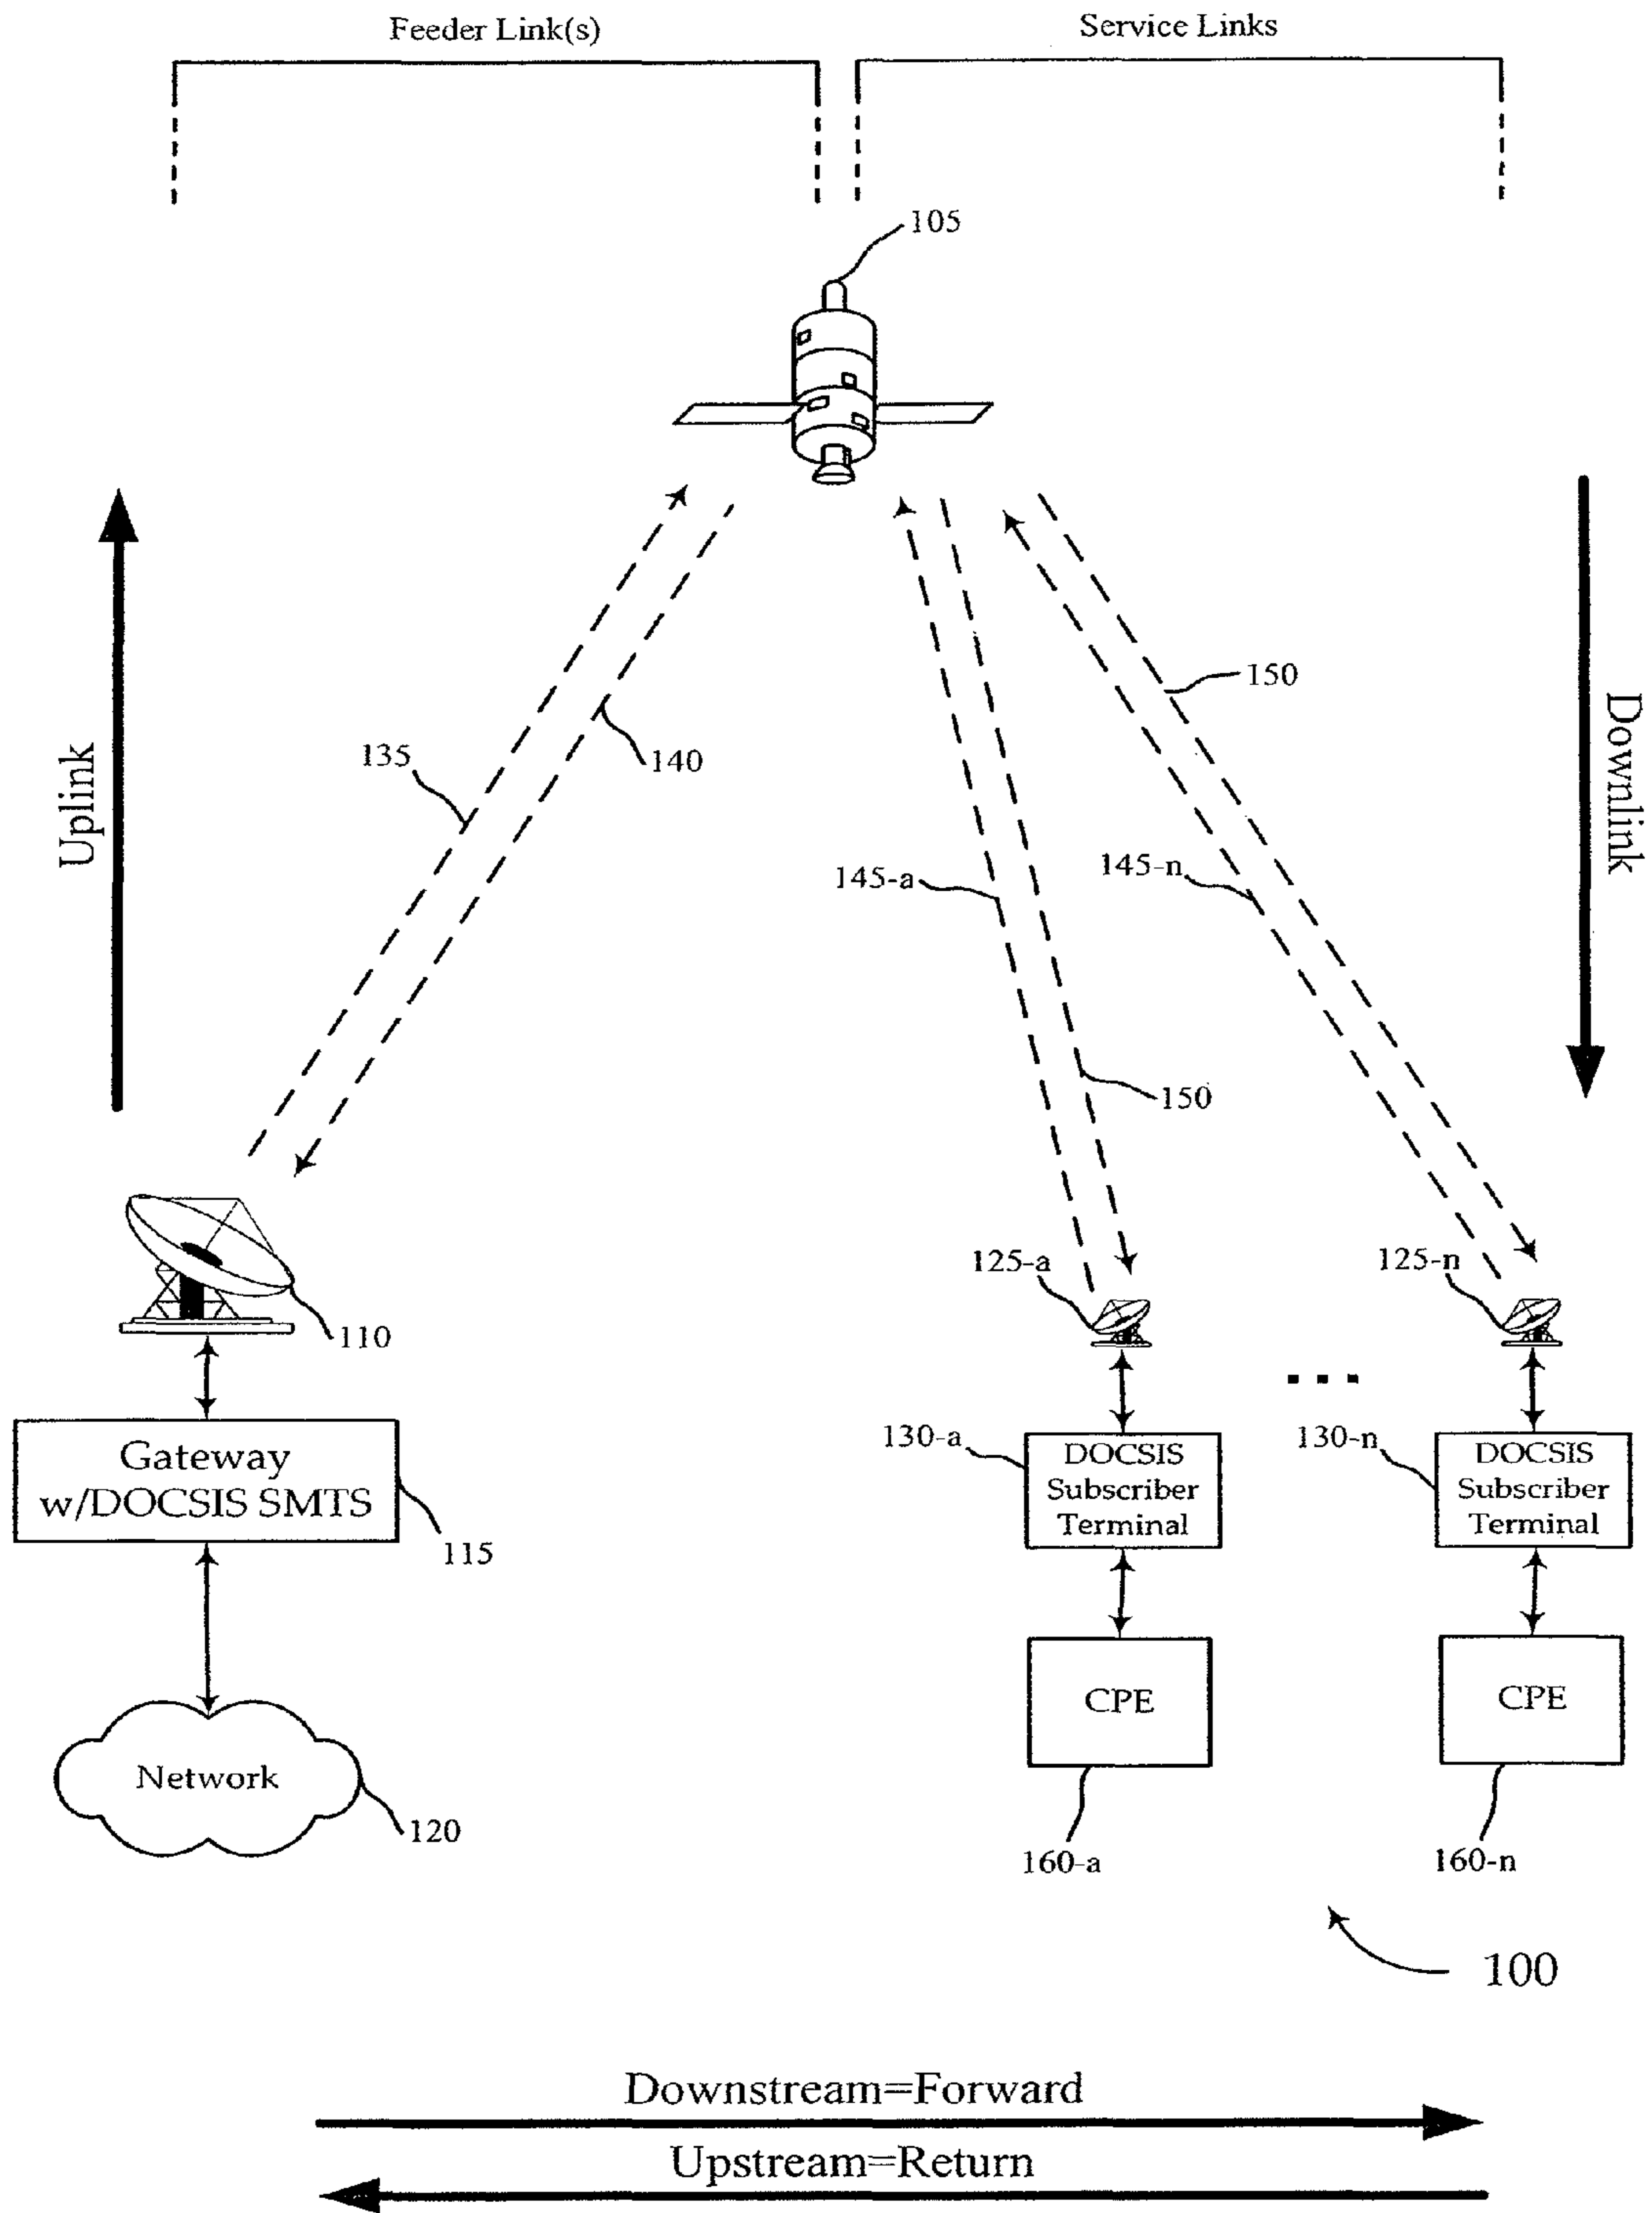 Feeder Link(s)
Service Links
105
150
Uplink
Downlink
135
140
145-a
145-n
150
125-a
125-n
110
130-a
130-n
Gateway
w/DOCSIS SMTS
DOCSIS
Subscriber
Terminal
DOCSIS
Subscriber
Terminal
115
CPE
CPE
Network
120
160-a
160-n
100
Downstream=Forward
Upstream=Return